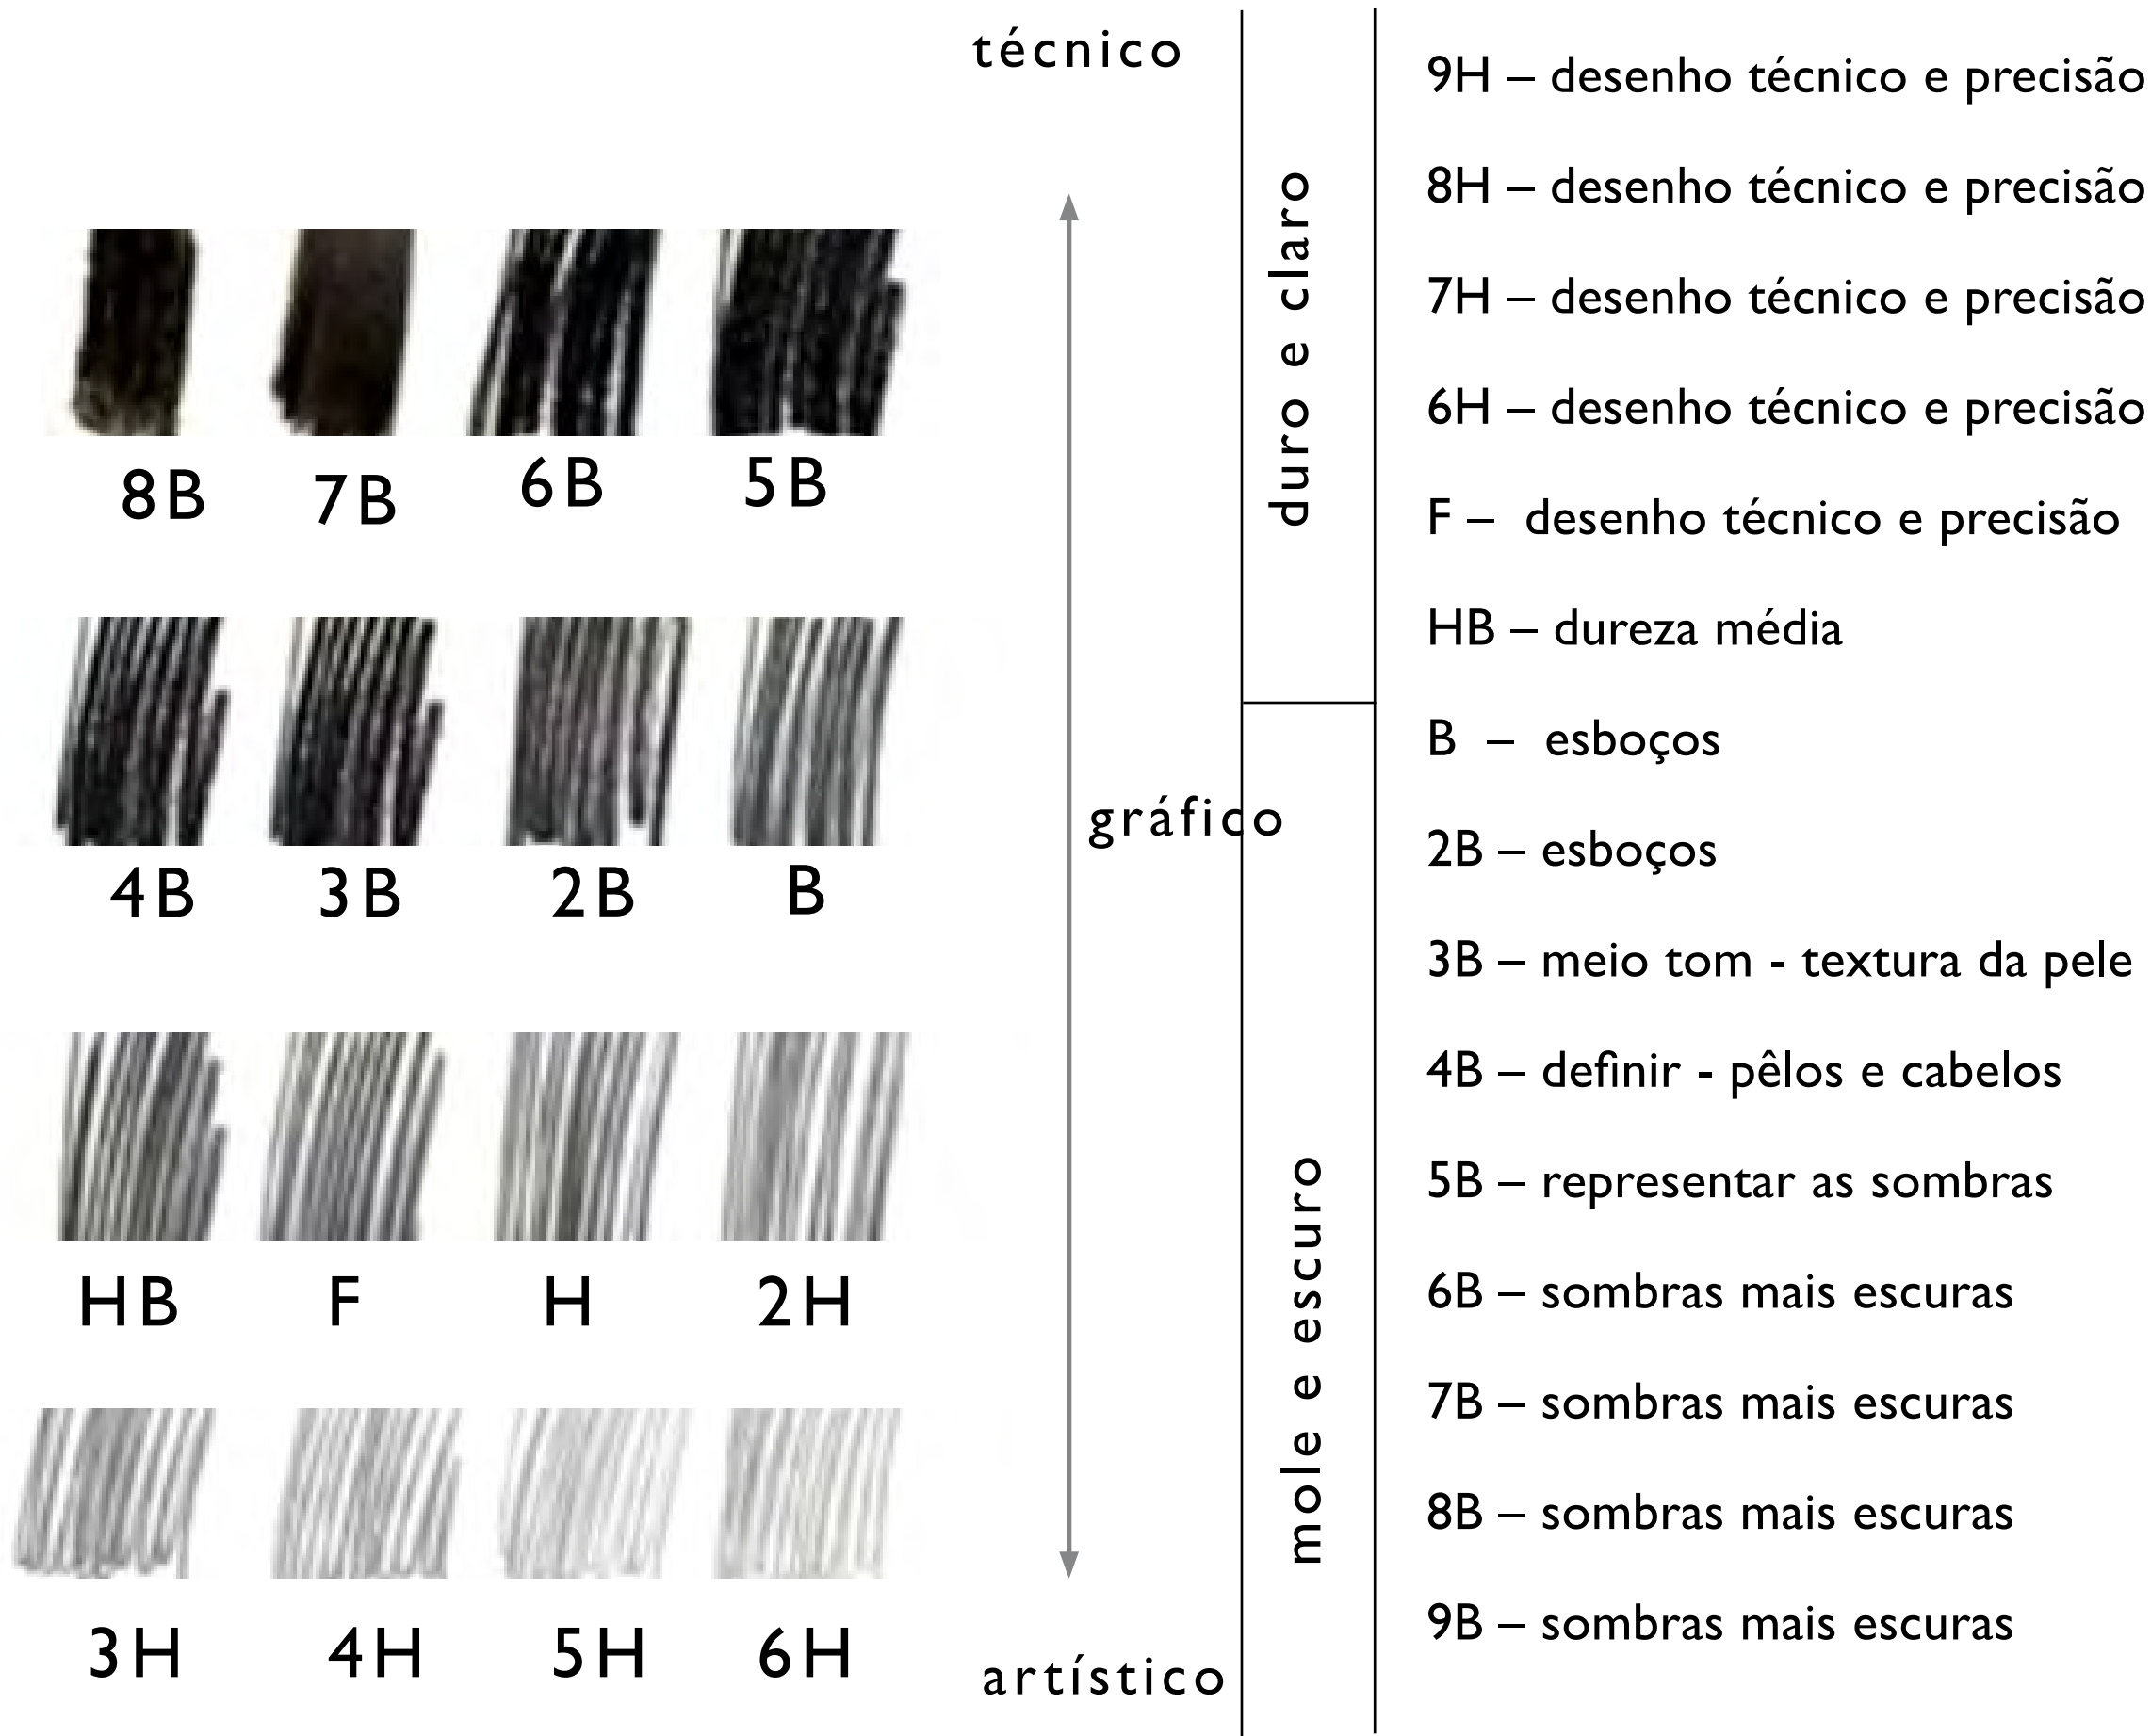 técnico
8B 7B 6B 5B
4B 3B 2B B
HB F H 2H
3H 4H 5H 6H
gráfico
artístico
duro e claro
mole e escuro
9H – desenho técnico e precisão
8H – desenho técnico e precisão
7H – desenho técnico e precisão
6H – desenho técnico e precisão
F – desenho técnico e precisão
HB – dureza média
B – esboços
2B – esboços
3B – meio tom - textura da pele
4B – definir - pêlos e cabelos
5B – representar as sombras
6B – sombras mais escuras
7B – sombras mais escuras
8B – sombras mais escuras
9B – sombras mais escuras